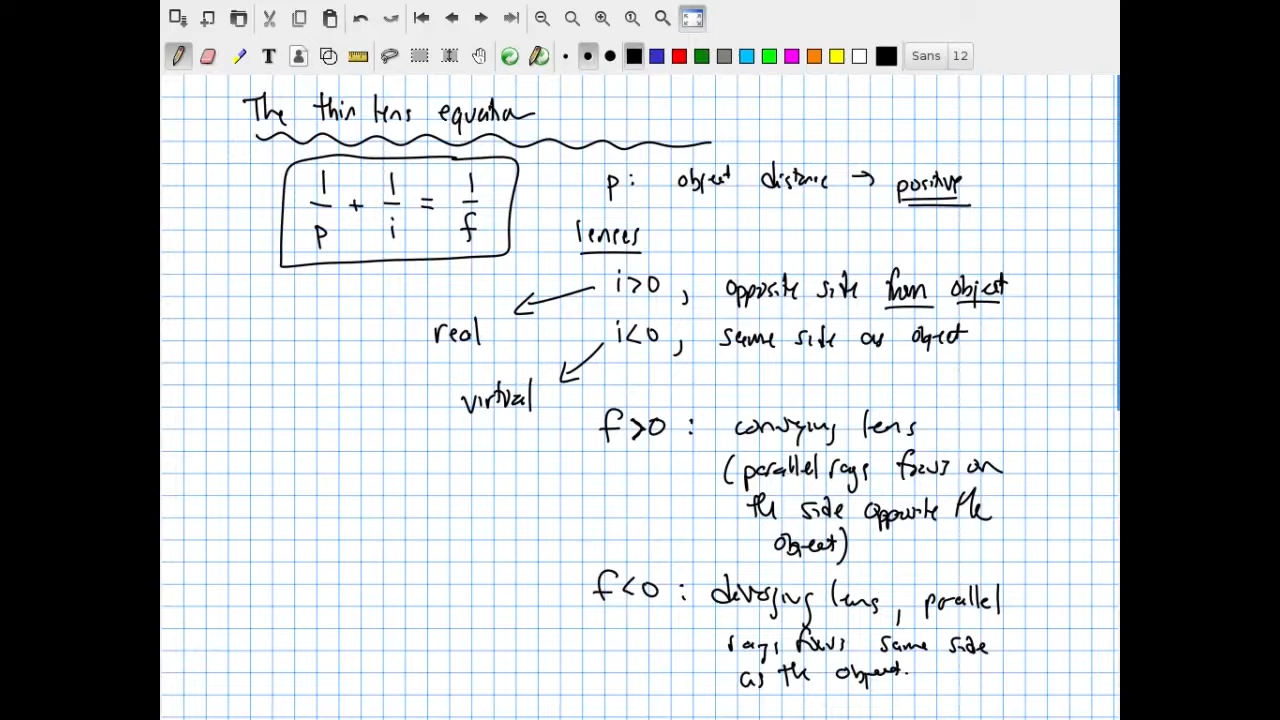 Sans 12
The thin lens equation
1/p + 1/i = 1/f
p: object distance → positive
lenses
i>0, opposite side from object
real
i<0, same side as object
virtual
f>0: converging lens
(parallel rays focus on
the side opposite the
object)
f<0: diverging lens, parallel
rays focus same side
as the object.